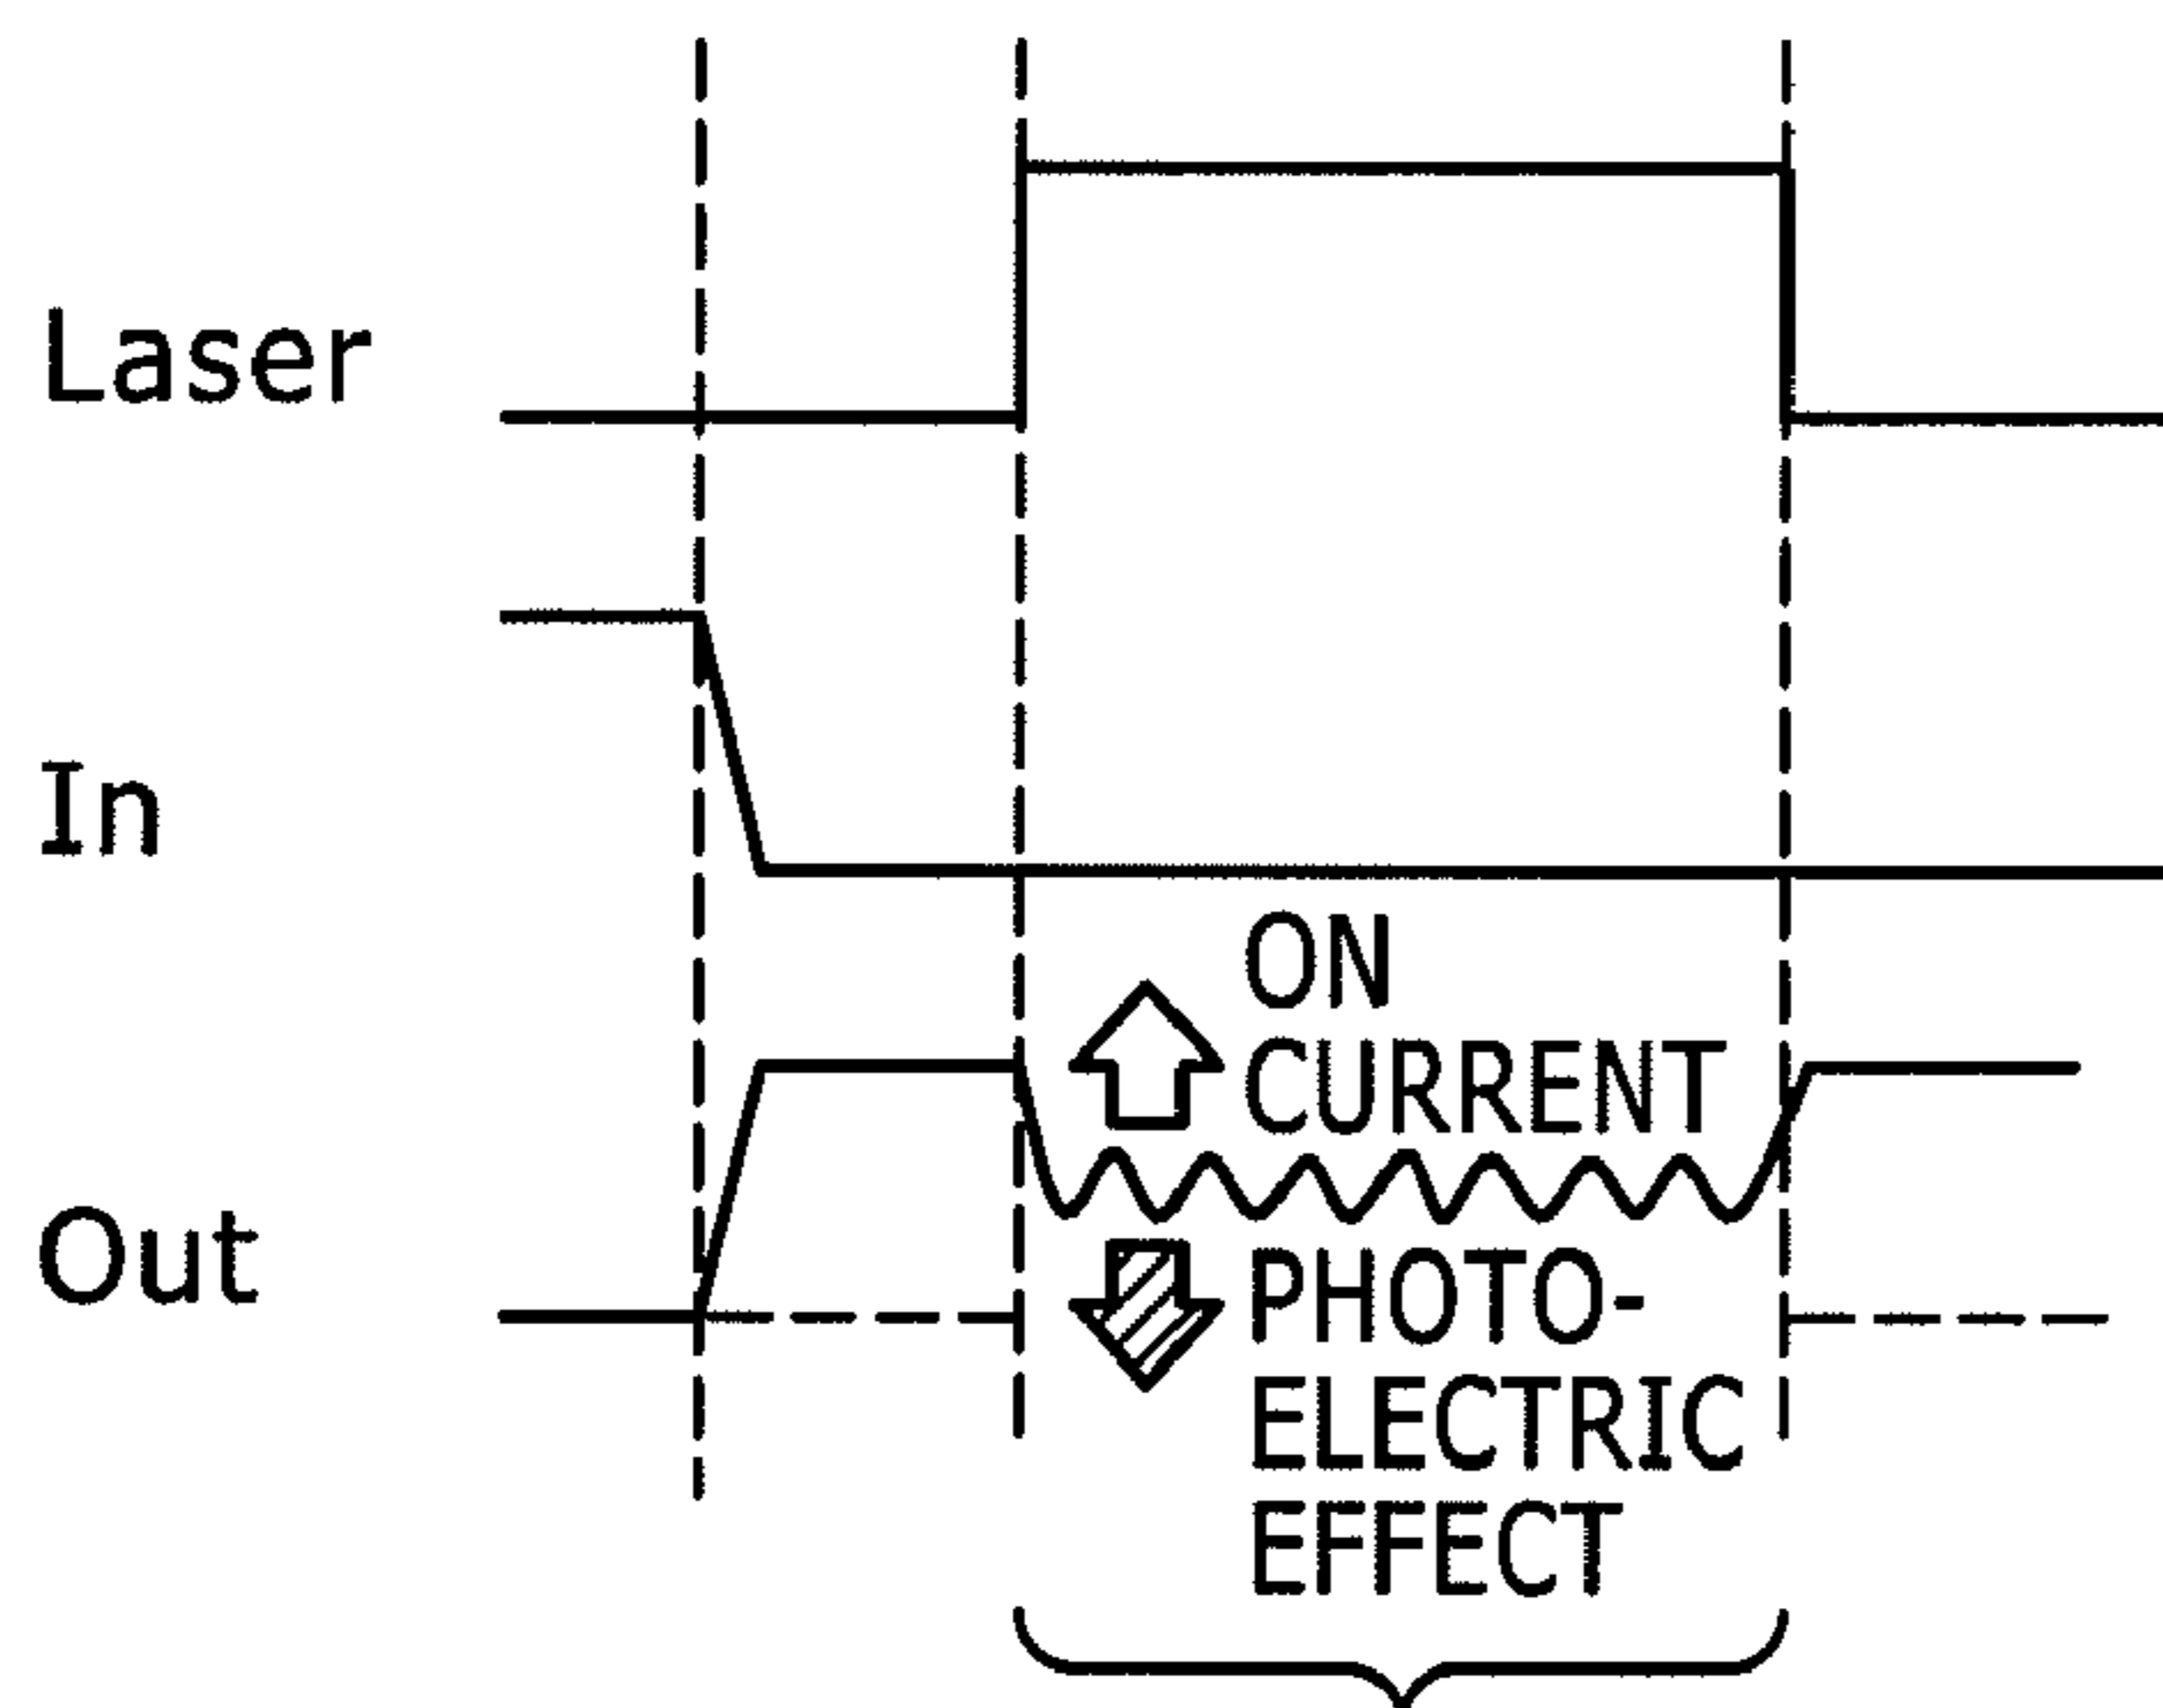 Laser
In
ON
CURRENT
Out
PHOTO-
ELECTRIC
EFFECT